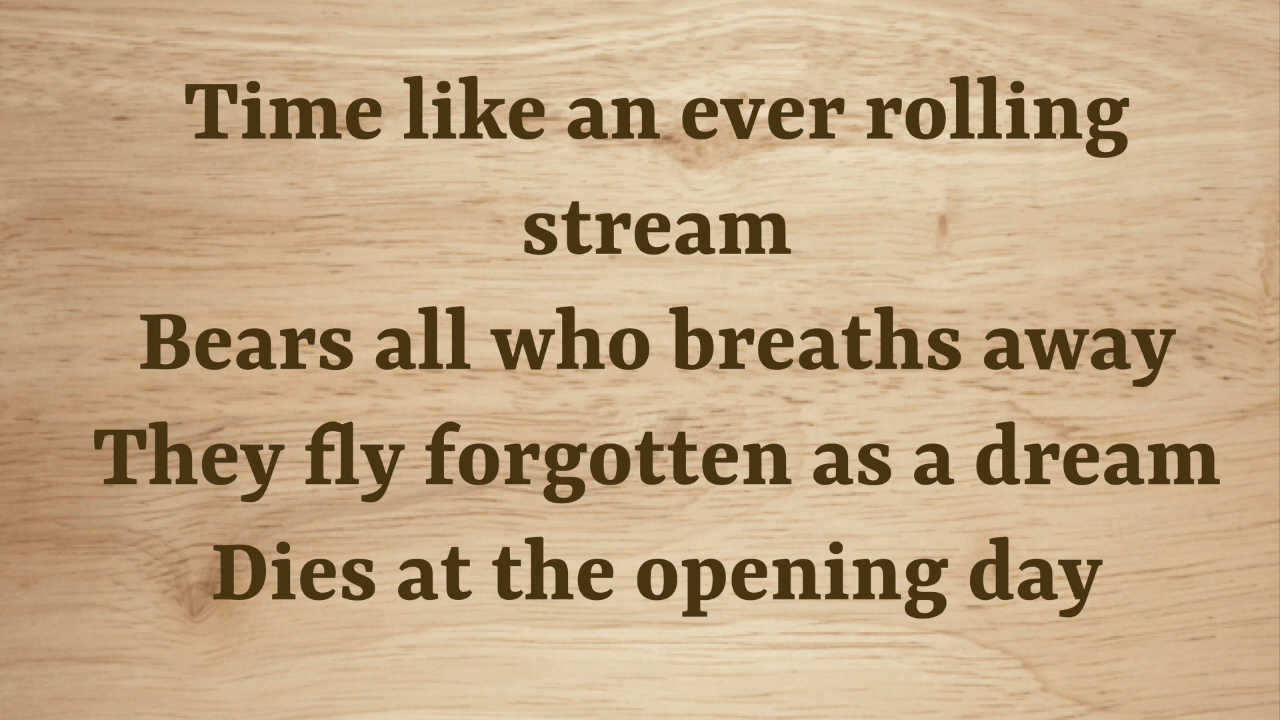 Time like an ever rolling
stream
Bears all who breaths away
They fly forgotten as a dream
Dies at the opening day